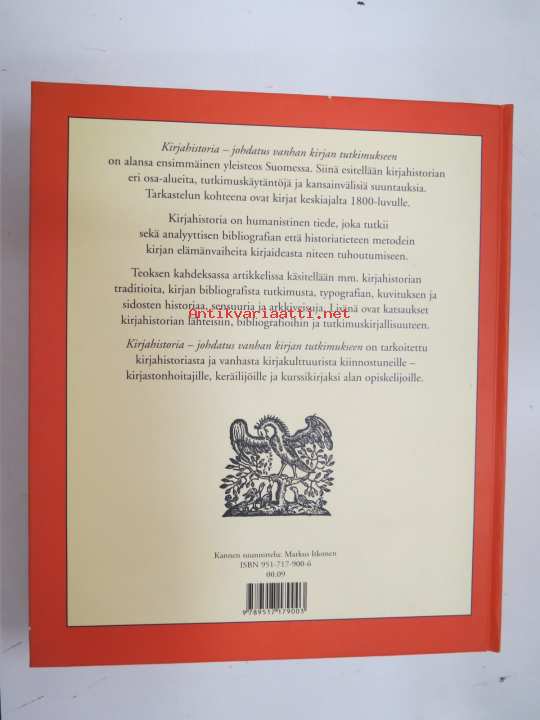 Kirjahistoria – johdatus vanhan kirjan tutkimukseen
on alansa ensimmäinen yleisteos Suomessa. Siinä esitellään kirjahistorian
eri osa-alueita, tutkimuskäytäntöjä ja kansainvälisiä suuntauksia.
Tarkastelun kohteena ovat kirjat keskiajalta 1800-luvulle.
Kirjahistoria on humanistinen tiede, joka tutkii
sekä analyyttisen bibliografian että historiatieteen metodein
kirjan elämänvaiheita kirjaideasta niteen tuhoutumiseen.
Teoksen kahdeksassa artikkelissa käsitellään mm. kirjahistorian
traditioita, kirjan bibliografista tutkimusta, typografian, kuvituksen ja
sidosten historiaa, sensuuria ja arkkiveisuja. Lisänä ovat katsaukset
Antikvariaatti.net
kirjahistorian lähteisiin, bibliografioihin ja tutkimuskirjallisuuteen.
Kirjahistoria – johdatus vanhan kirjan tutkimukseen on tarkoitettu
kirjahistoriasta ja vanhasta kirjakulttuurista kiinnostuneille –
kirjastonhoitajille, keräilijöille ja kurssikirjaksi alan opiskelijoille.
Kannen suunnittelu: Markus Itkonen
ISBN 951-717-900-6
00.09
9 789517 179003